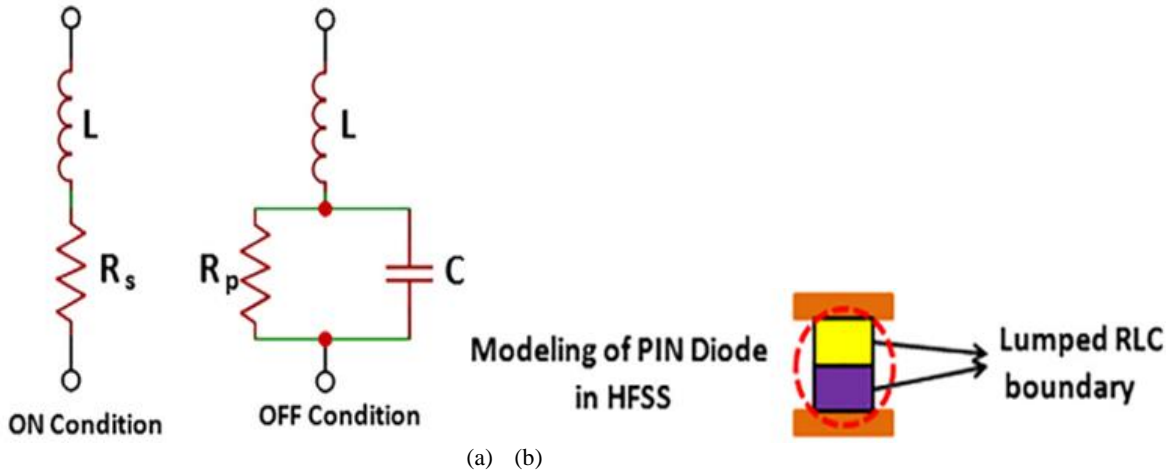 L
R s
ON Condition
L
R p
C
OFF Condition
Modeling of PIN Diode
in HFSS
Lumped RLC
boundary
(a) (b)